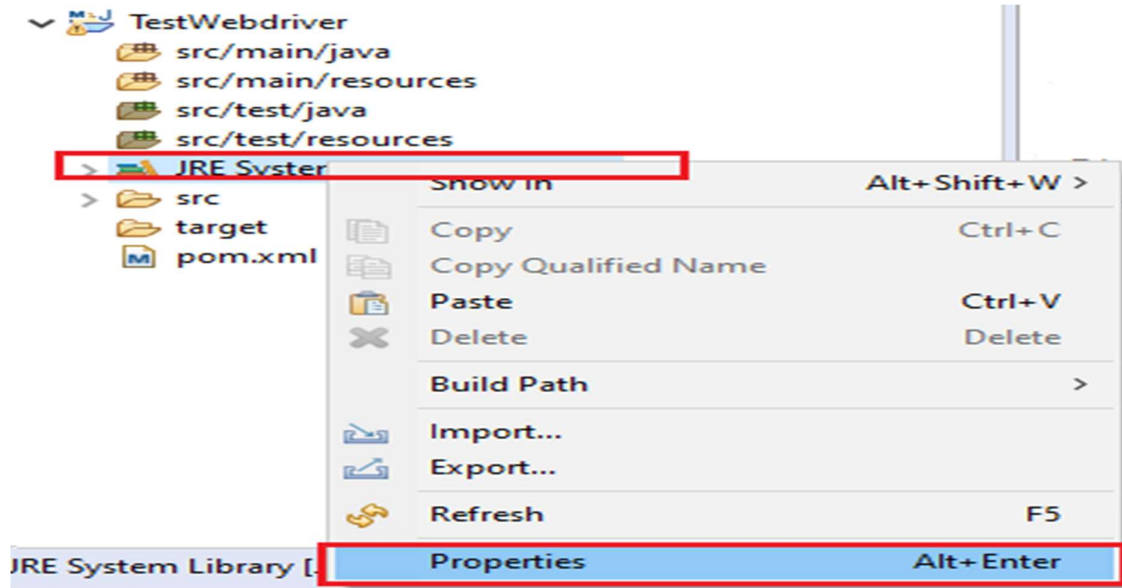 TestWebdriver
src/main/java
src/main/resources
src/test/java
src/test/resources
JRE System
src
target
pom.xml
Show In Alt+Shift+W >
Copy Ctrl+C
Copy Qualified Name
Paste Ctrl+V
Delete Delete
Build Path >
Import...
Export...
Refresh F5
Properties Alt+Enter
JRE System Library [